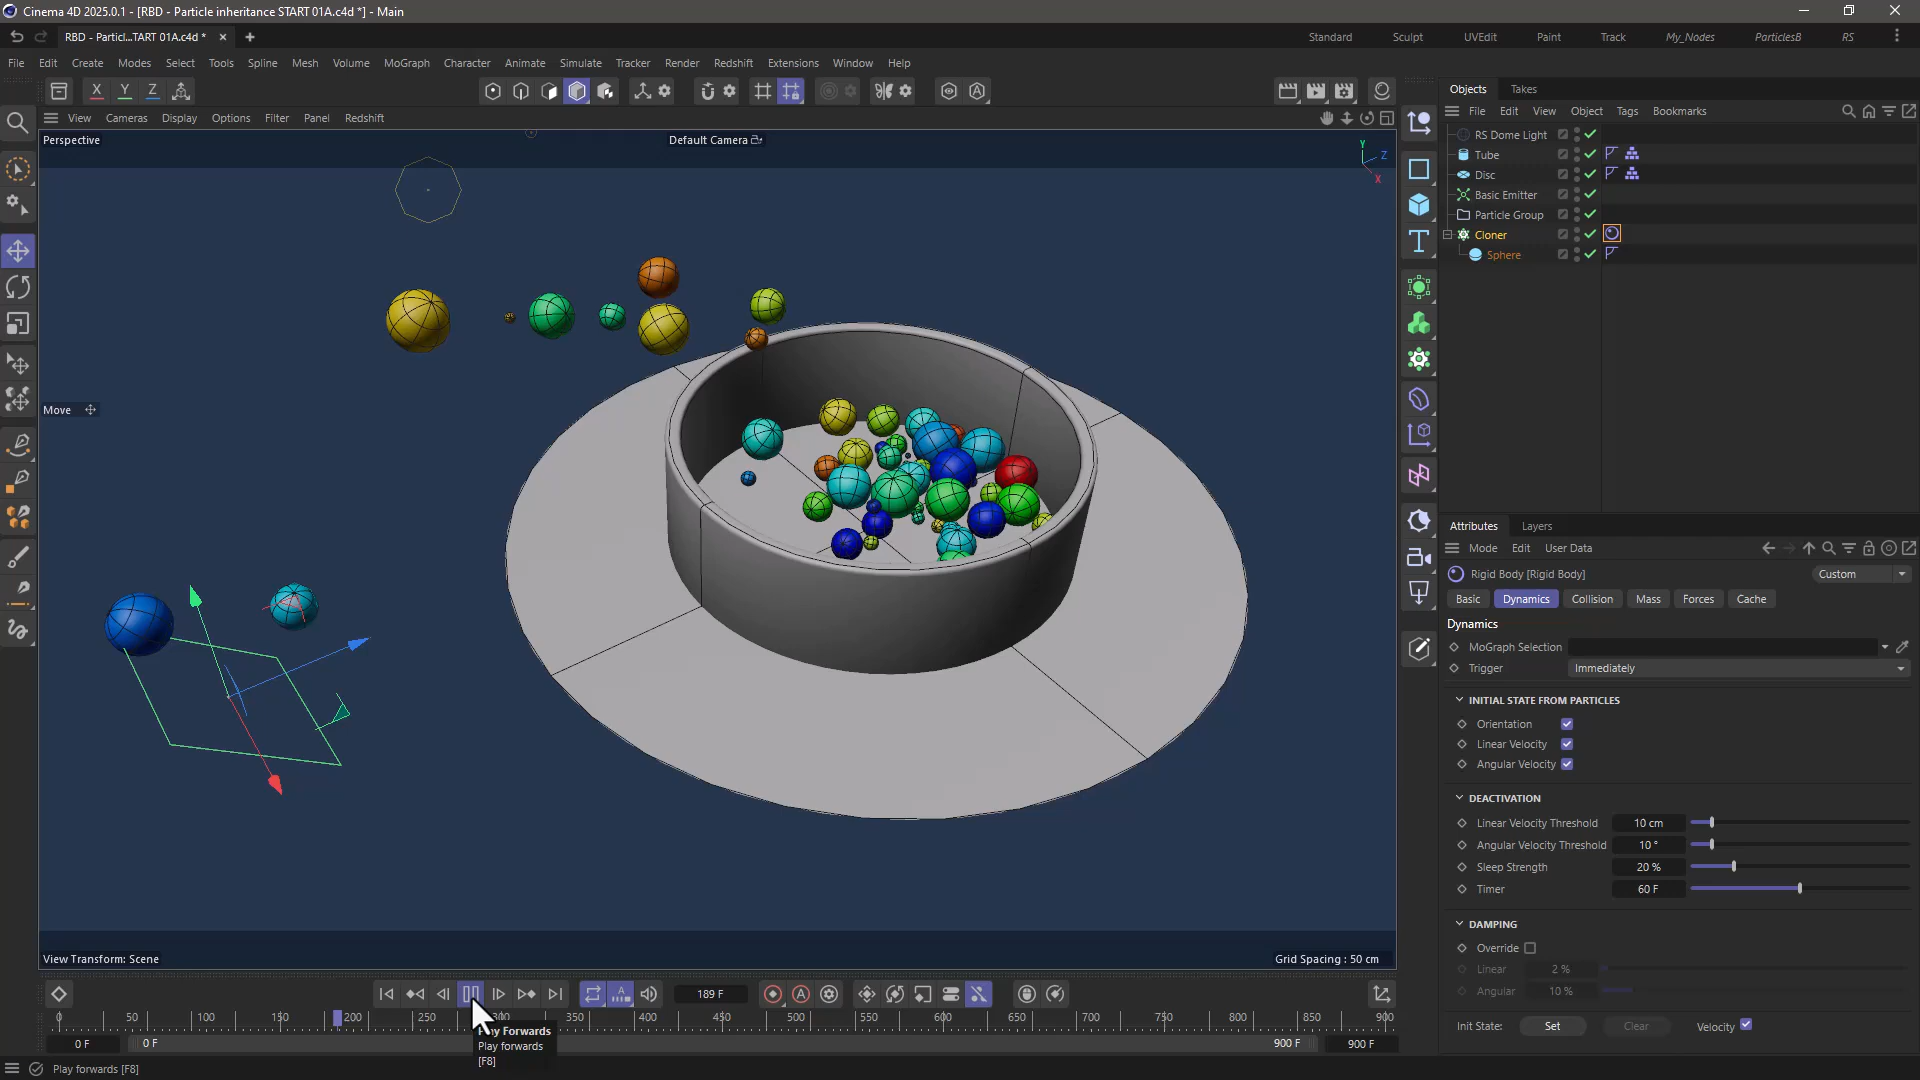 Cinema 4D 2025.0.1 - [RBD - Particle inheritance START 01A.c4d *] - Main
RBD - Particl...TART 01A.c4d *
Standard Sculpt UVEdit Paint Track My_Nodes ParticlesB RS
File Edit Create Modes Select Tools Spline Mesh Volume MoGraph Character Animate Simulate Tracker Render Redshift Extensions Window Help
X Y Z
View Cameras Display Options Filter Panel Redshift
Perspective
Default Camera
Y
Z
X
Move
View Transform: Scene
Grid Spacing : 50 cm
Objects Takes
File Edit View Object Tags Bookmarks
RS Dome Light
Tube
Disc
Basic Emitter
Particle Group
Cloner
Sphere
Attributes Layers
Mode Edit User Data
Rigid Body [Rigid Body]
Custom
Basic Dynamics Collision Mass Forces Cache
Dynamics
MoGraph Selection
Trigger Immediately
INITIAL STATE FROM PARTICLES
Orientation
Linear Velocity
Angular Velocity
DEACTIVATION
Linear Velocity Threshold 10 cm
Angular Velocity Threshold 10 °
Sleep Strength 20 %
Timer 60 F
DAMPING
Override
Linear 2 %
Angular 10 %
Init State: Set Clear Velocity
189 F
0 50 100 150 200 250 300 350 400 450 500 550 600 650 700 750 800 850 900
0 F 0 F 900 F 900 F
Play Forwards
Play forwards
[F8]
Play forwards [F8]